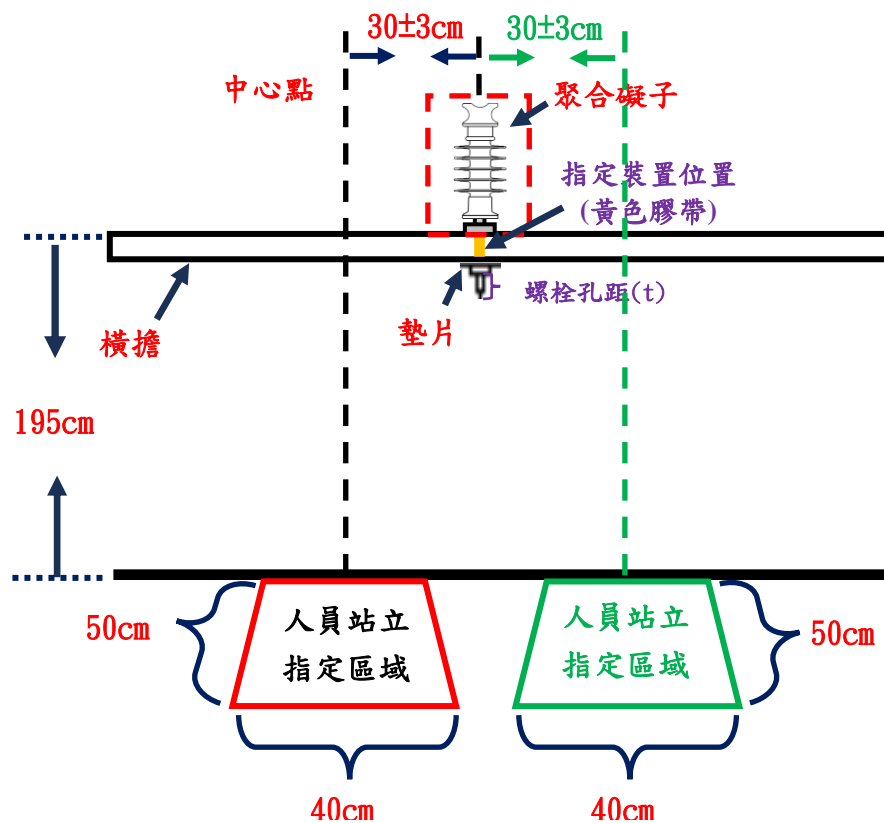 30±3cm
30±3cm
中心點
聚合礙子
指定裝置位置
(黃色膠帶)
螺栓孔距(t)
墊片
橫擔
195cm
50cm
人員站立
指定區域
人員站立
指定區域
50cm
40cm
40cm